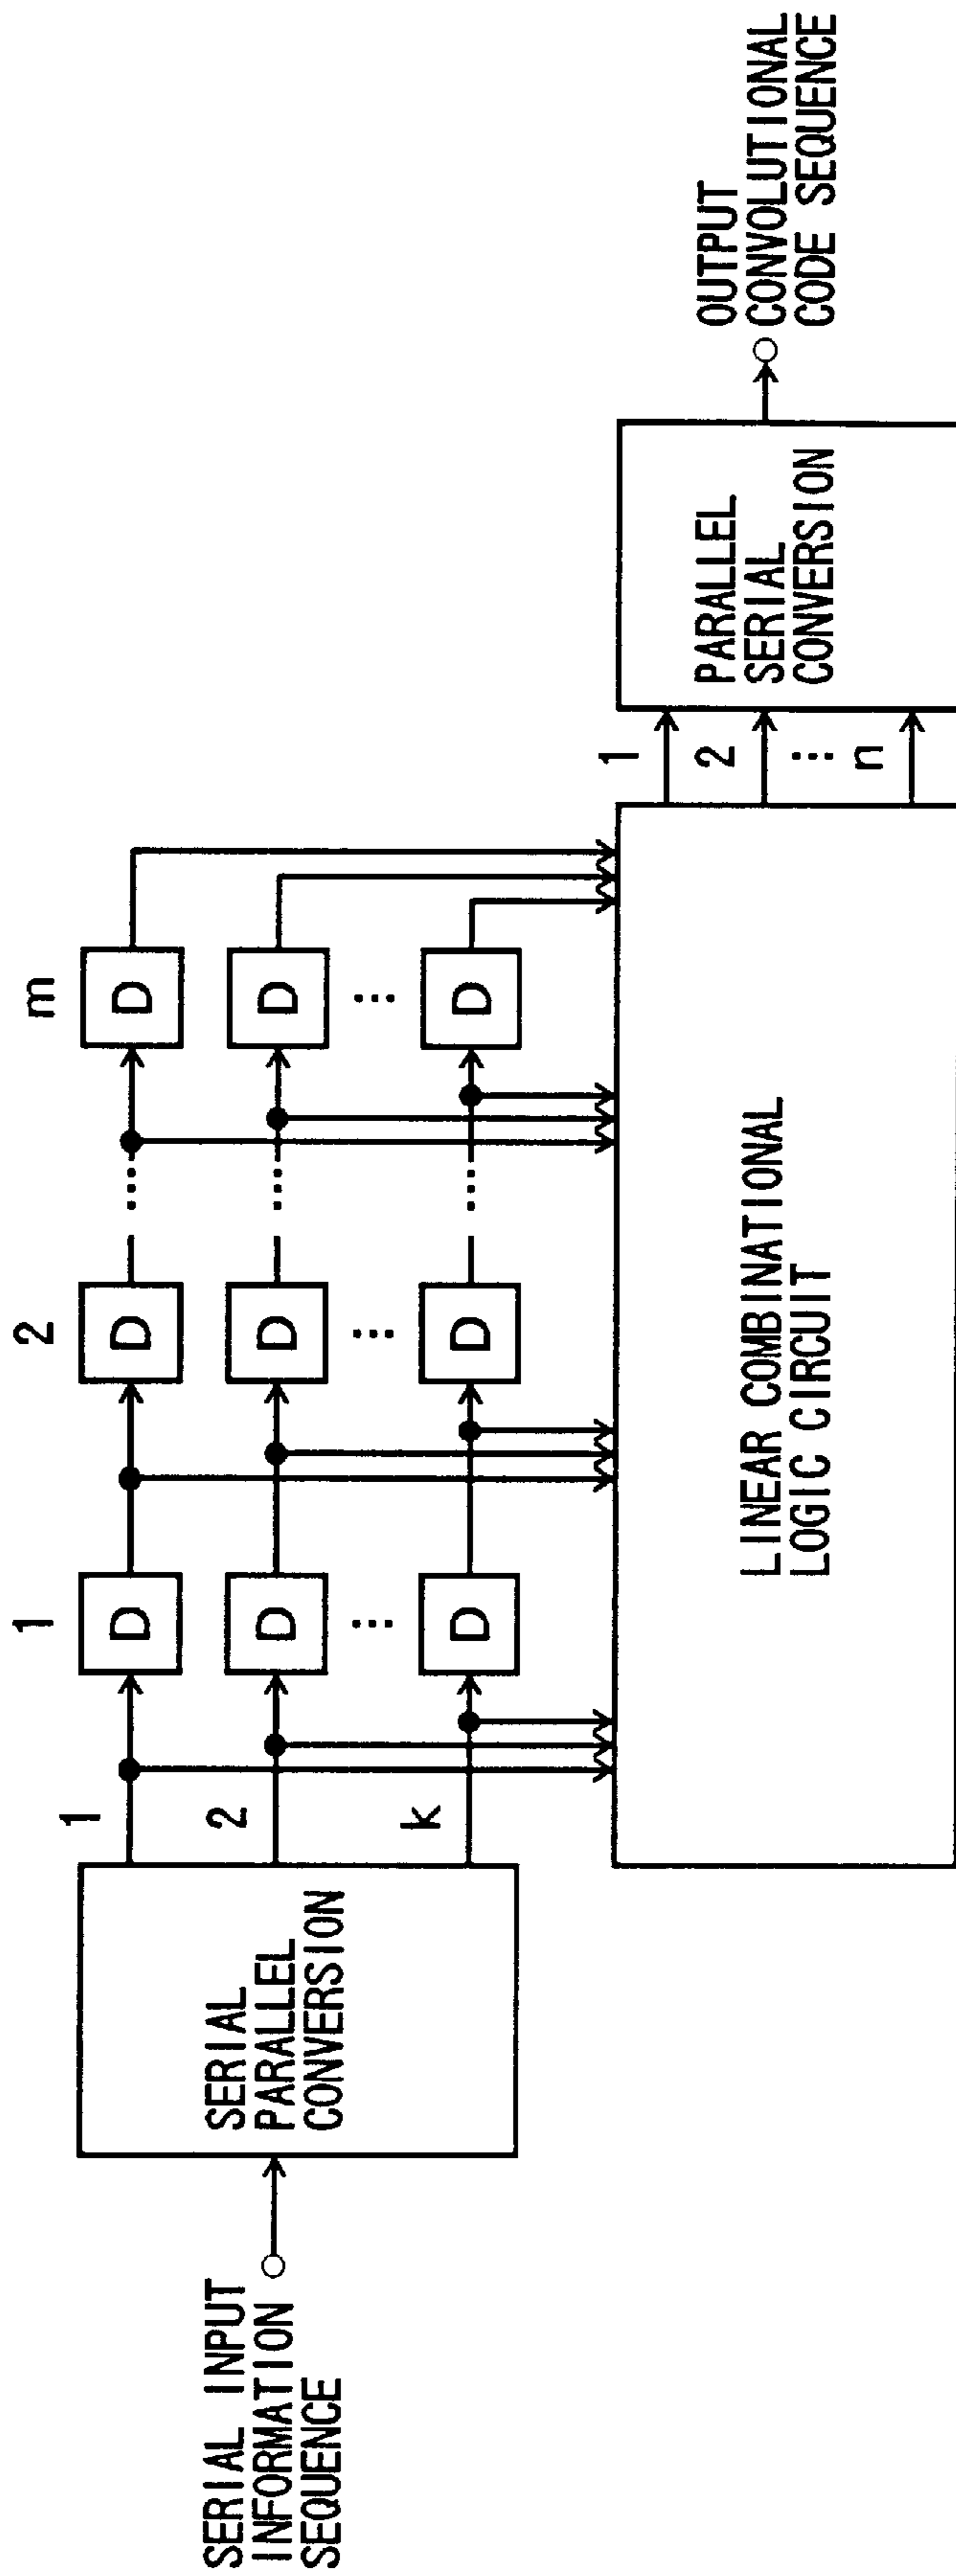 SERIAL INPUT
INFORMATION
SEQUENCE
SERIAL
PARALLEL
CONVERSION
1
2
k
1
2
m
D
D
D
D
D
D
⋮
⋮
⋮
D
D
D
LINEAR COMBINATIONAL
LOGIC CIRCUIT
1
2
⋮
n
PARALLEL
SERIAL
CONVERSION
OUTPUT
CONVOLUTIONAL
CODE SEQUENCE